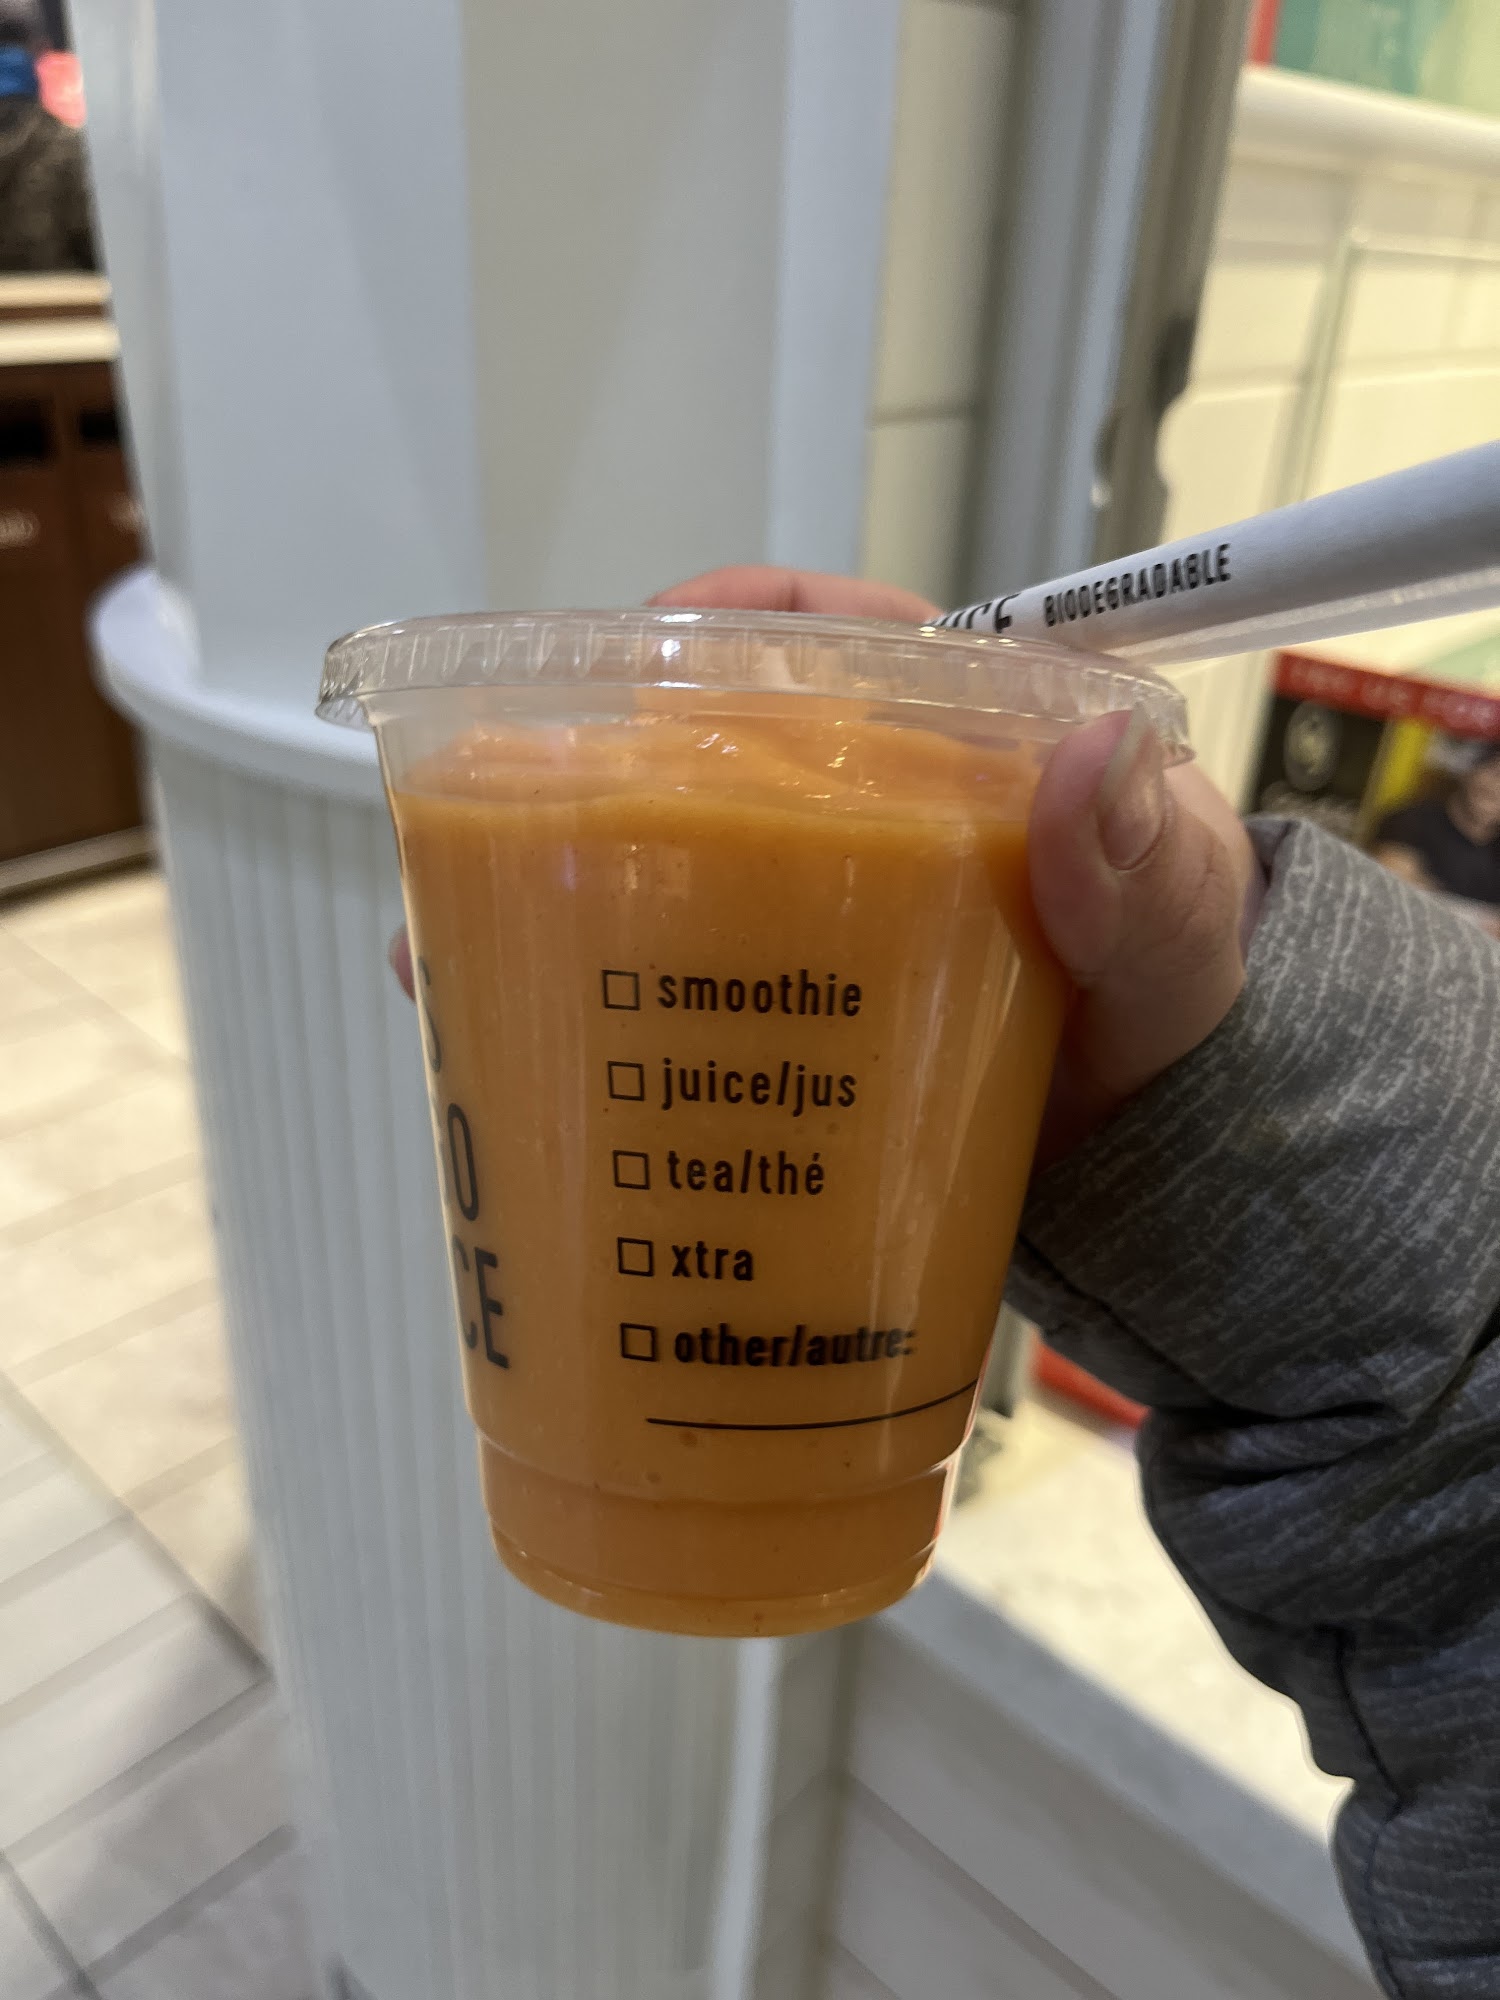 BIODEGRADABLE
smoothie
juice/jus
tea/thé
xtra
other/autre: